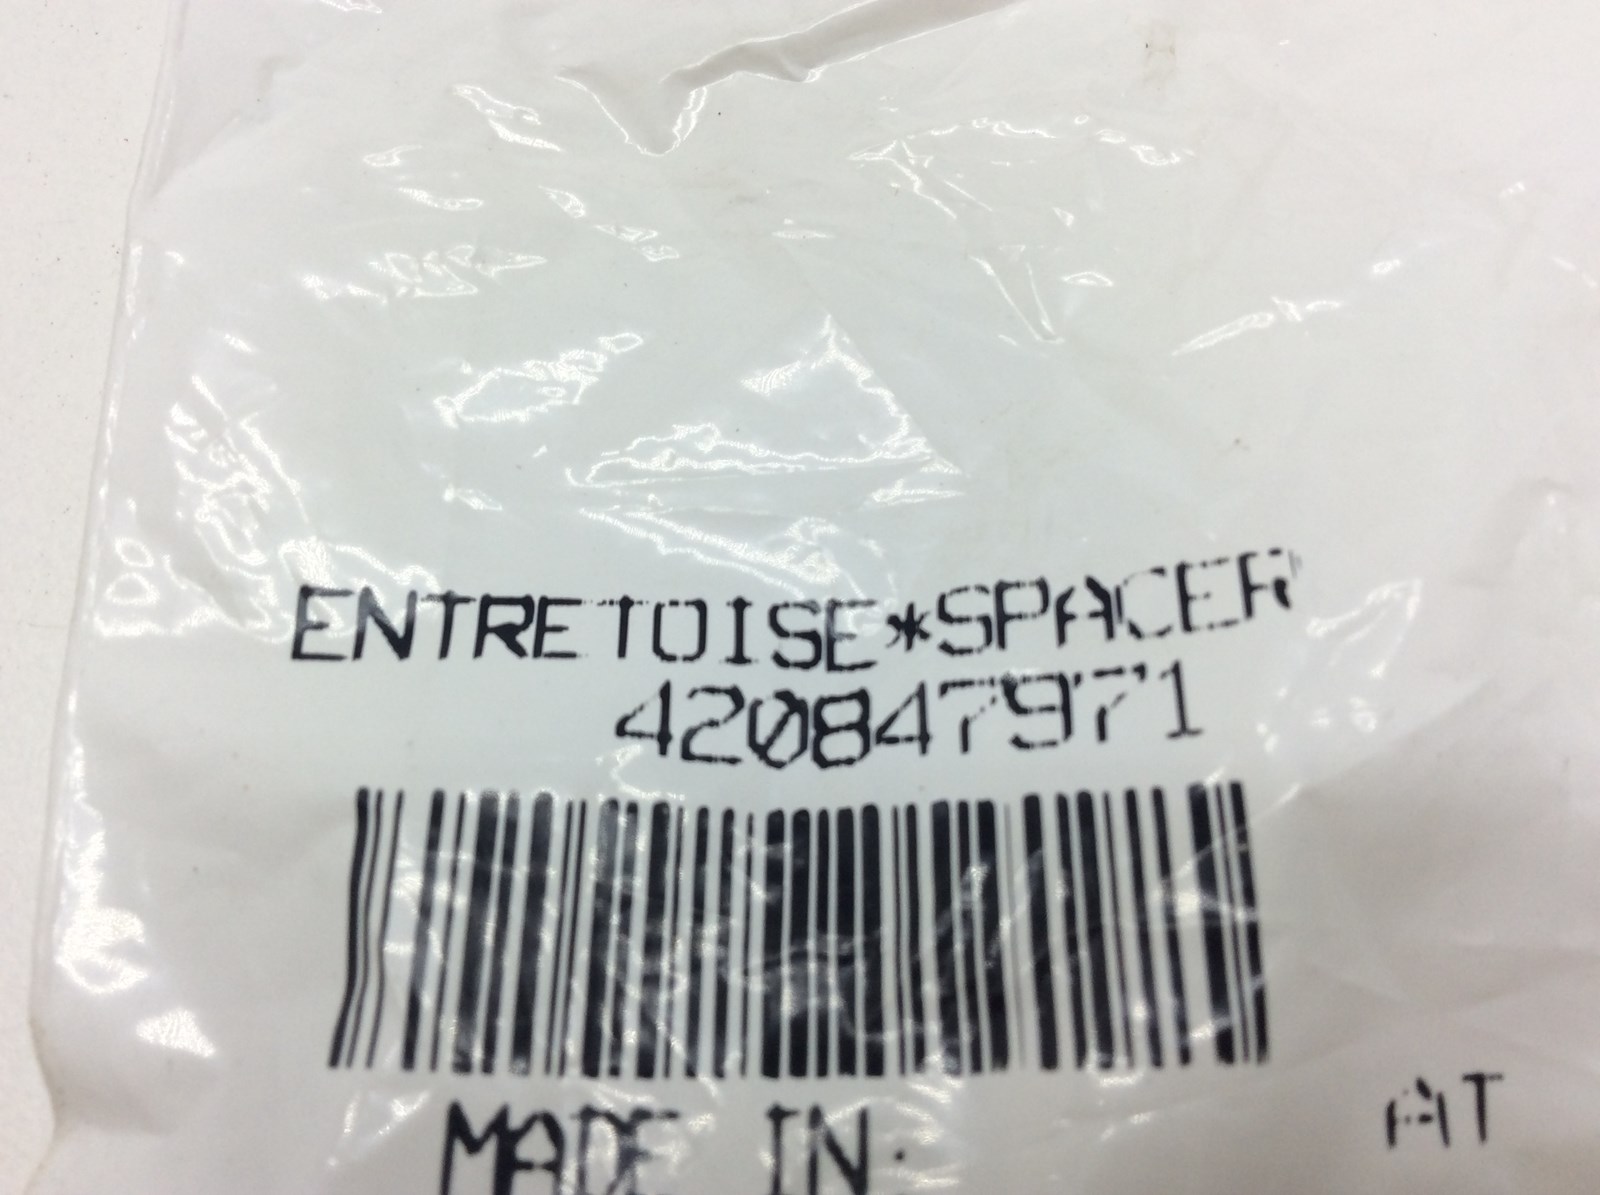 ENTRETOISE*SPACER
420847971
MADE IN: AT